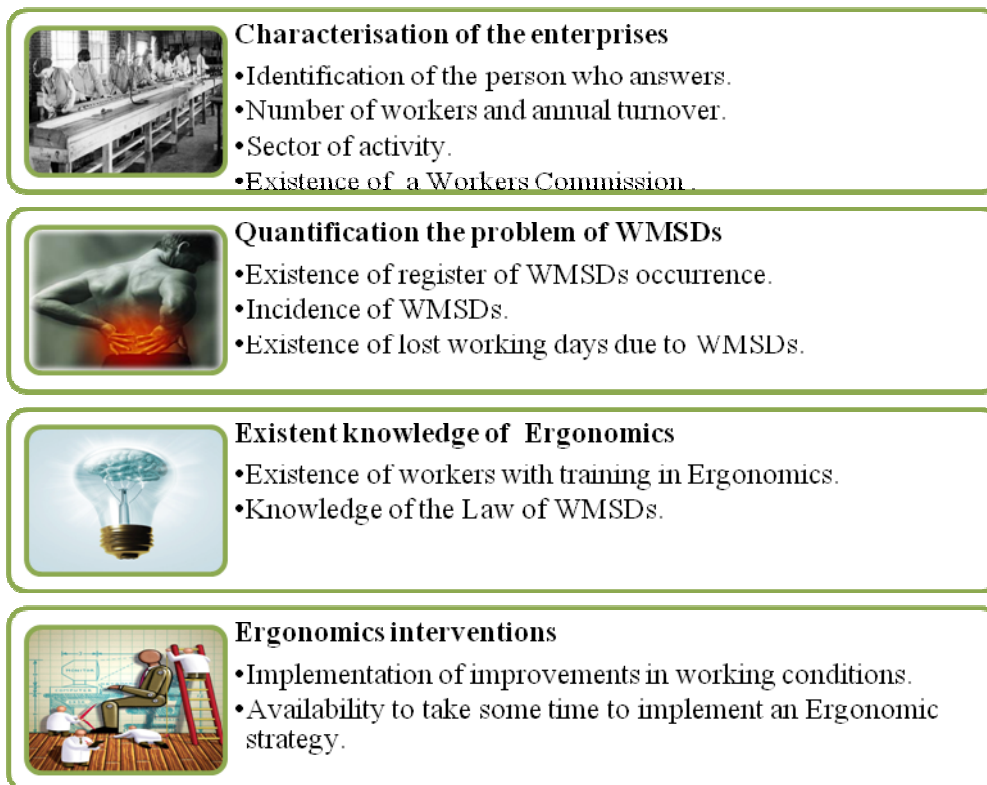 Characterisation of the enterprises
•Identification of the person who answers.
•Number of workers and annual turnover.
•Sector of activity.
•Existence of a Workers Commission .
Quantification the problem of WMSDs
•Existence of register of WMSDs occurrence.
•Incidence of WMSDs.
•Existence of lost working days due to WMSDs.
Existent knowledge of Ergonomics
•Existence of workers with training in Ergonomics.
•Knowledge of the Law of WMSDs.
Ergonomics interventions
MONITOR
COMPUTER
•Implementation of improvements in working conditions.
•Availability to take some time to implement an Ergonomic
strategy.